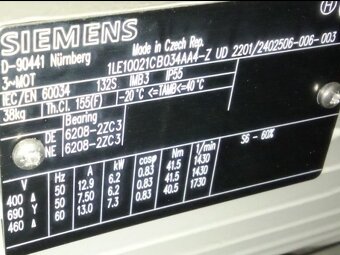 SIEMENS
D-90441 Nürnberg
Made in Czech Rep.
3~MOT 1LE10021CB034AA4-Z UD 2201/2402506-006-003
IEC/EN 60034 132S IMB3 IP55
38kg Th.Cl. 155(F) -20°C <=TAMB<=40°C
Bearing
DE 6208-2ZC3
NE 6208-2ZC3
S6 - 60%
V Hz A kW cosφ Nm 1/min
400 Δ 50 12.9 6.2 0.83 41.5 1430
690 Y 50 7.50 6.2 0.83 41.5 1430
460 Δ 60 13.0 7.3 0.83 40.5 1730